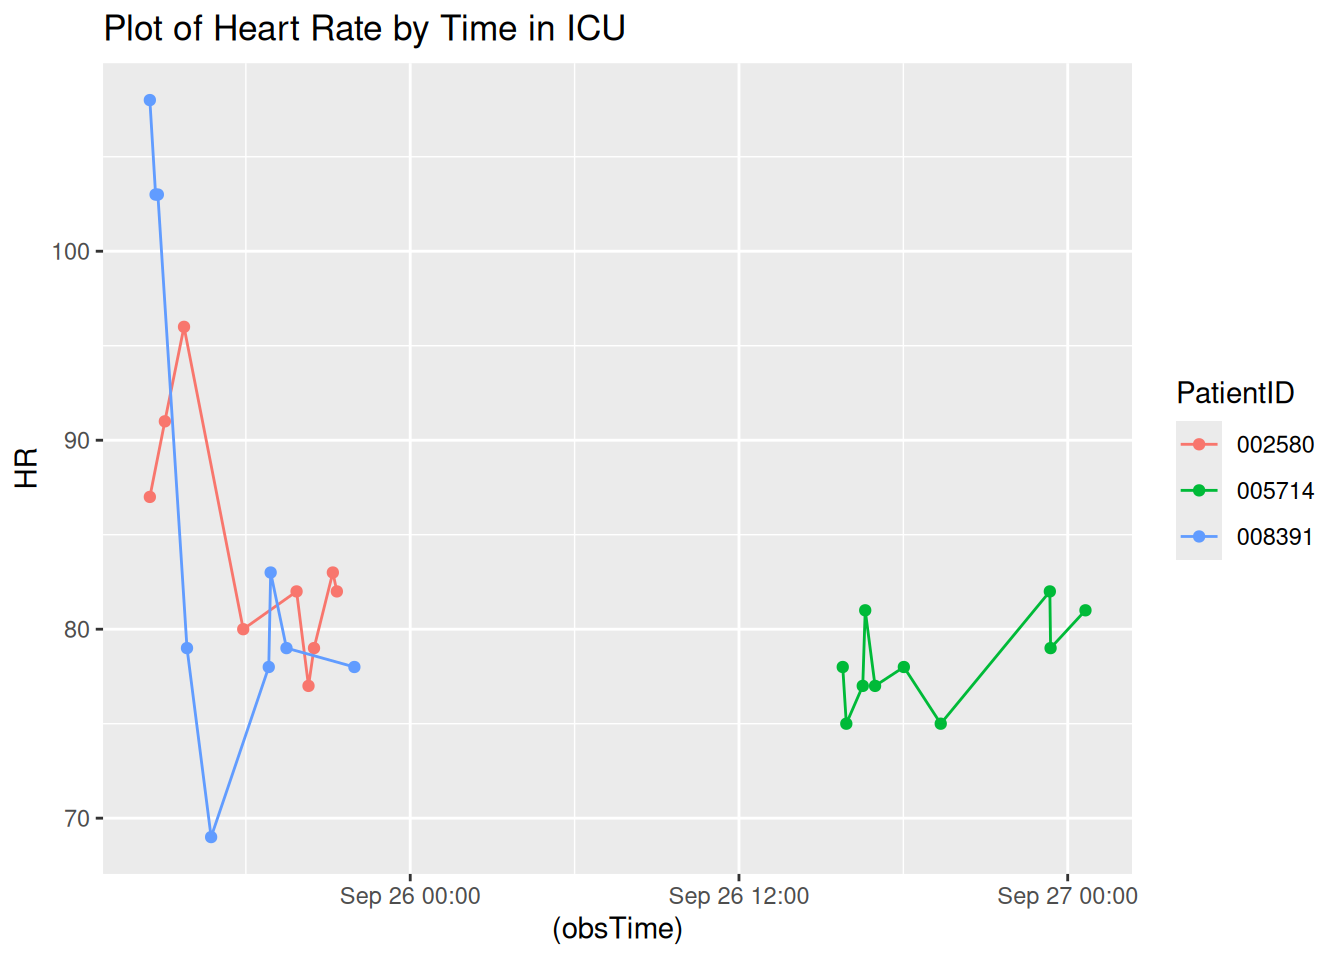 Plot of Heart Rate by Time in ICU
HR
100
90
80
70
Sep 26 00:00
Sep 26 12:00
Sep 27 00:00
(obsTime)
PatientID
002580
005714
008391